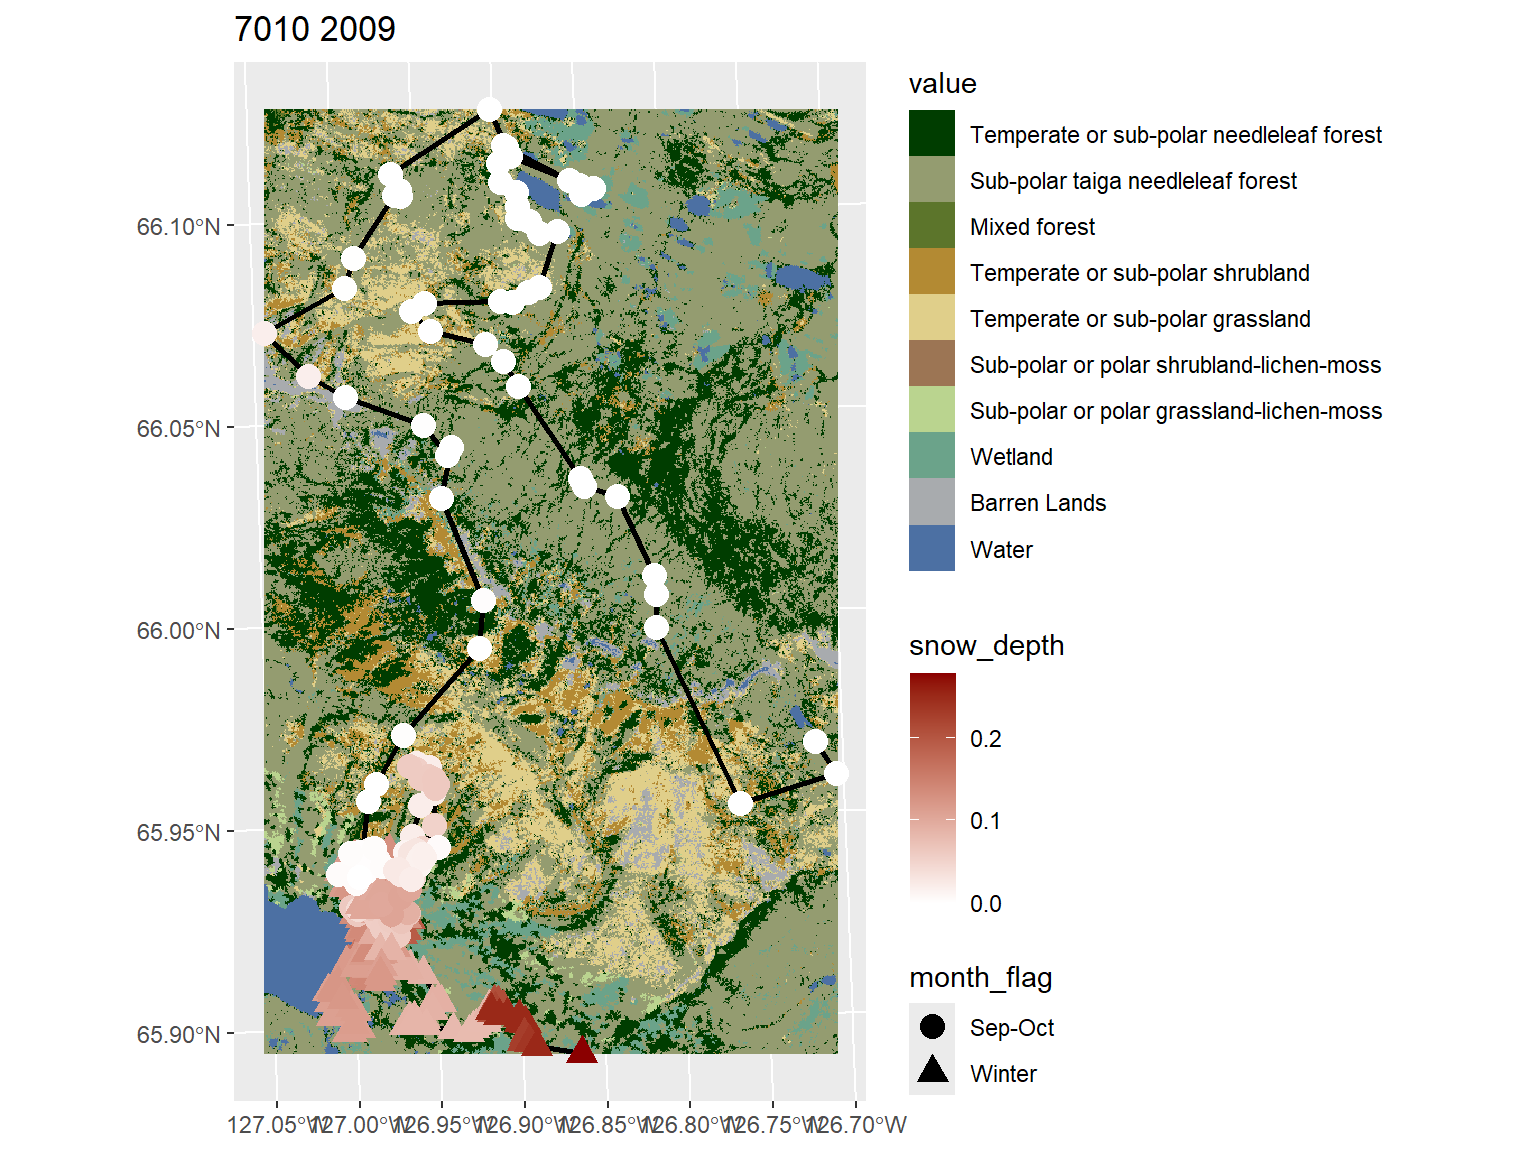 7010 2009
66.10°N
66.05°N
66.00°N
65.95°N
65.90°N
127.05°W
127.00°W
126.95°W
126.90°W
126.85°W
126.80°W
126.75°W
126.70°W
value
Temperate or sub-polar needleleaf forest
Sub-polar taiga needleleaf forest
Mixed forest
Temperate or sub-polar shrubland
Temperate or sub-polar grassland
Sub-polar or polar shrubland-lichen-moss
Sub-polar or polar grassland-lichen-moss
Wetland
Barren Lands
Water
snow_depth
0.2
0.1
0.0
month_flag
Sep-Oct
Winter